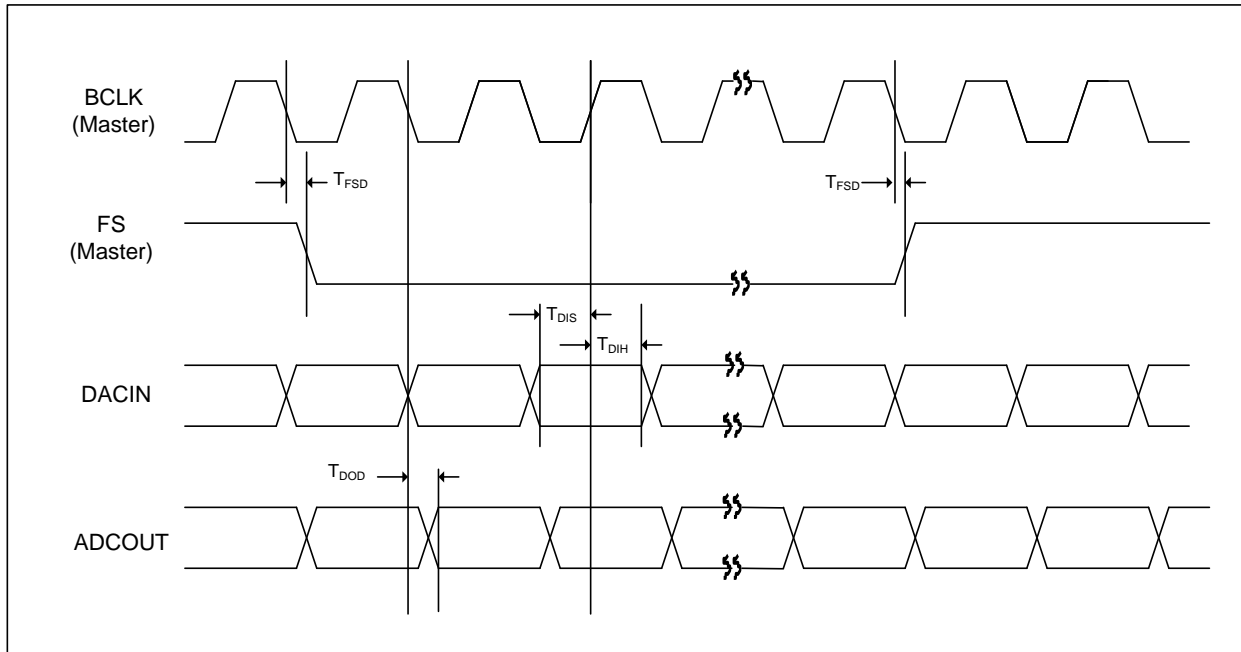 BCLK
(Master)
TFSD
TFSD
FS
(Master)
TDIS
TDIH
DACIN
TDOD
ADCOUT